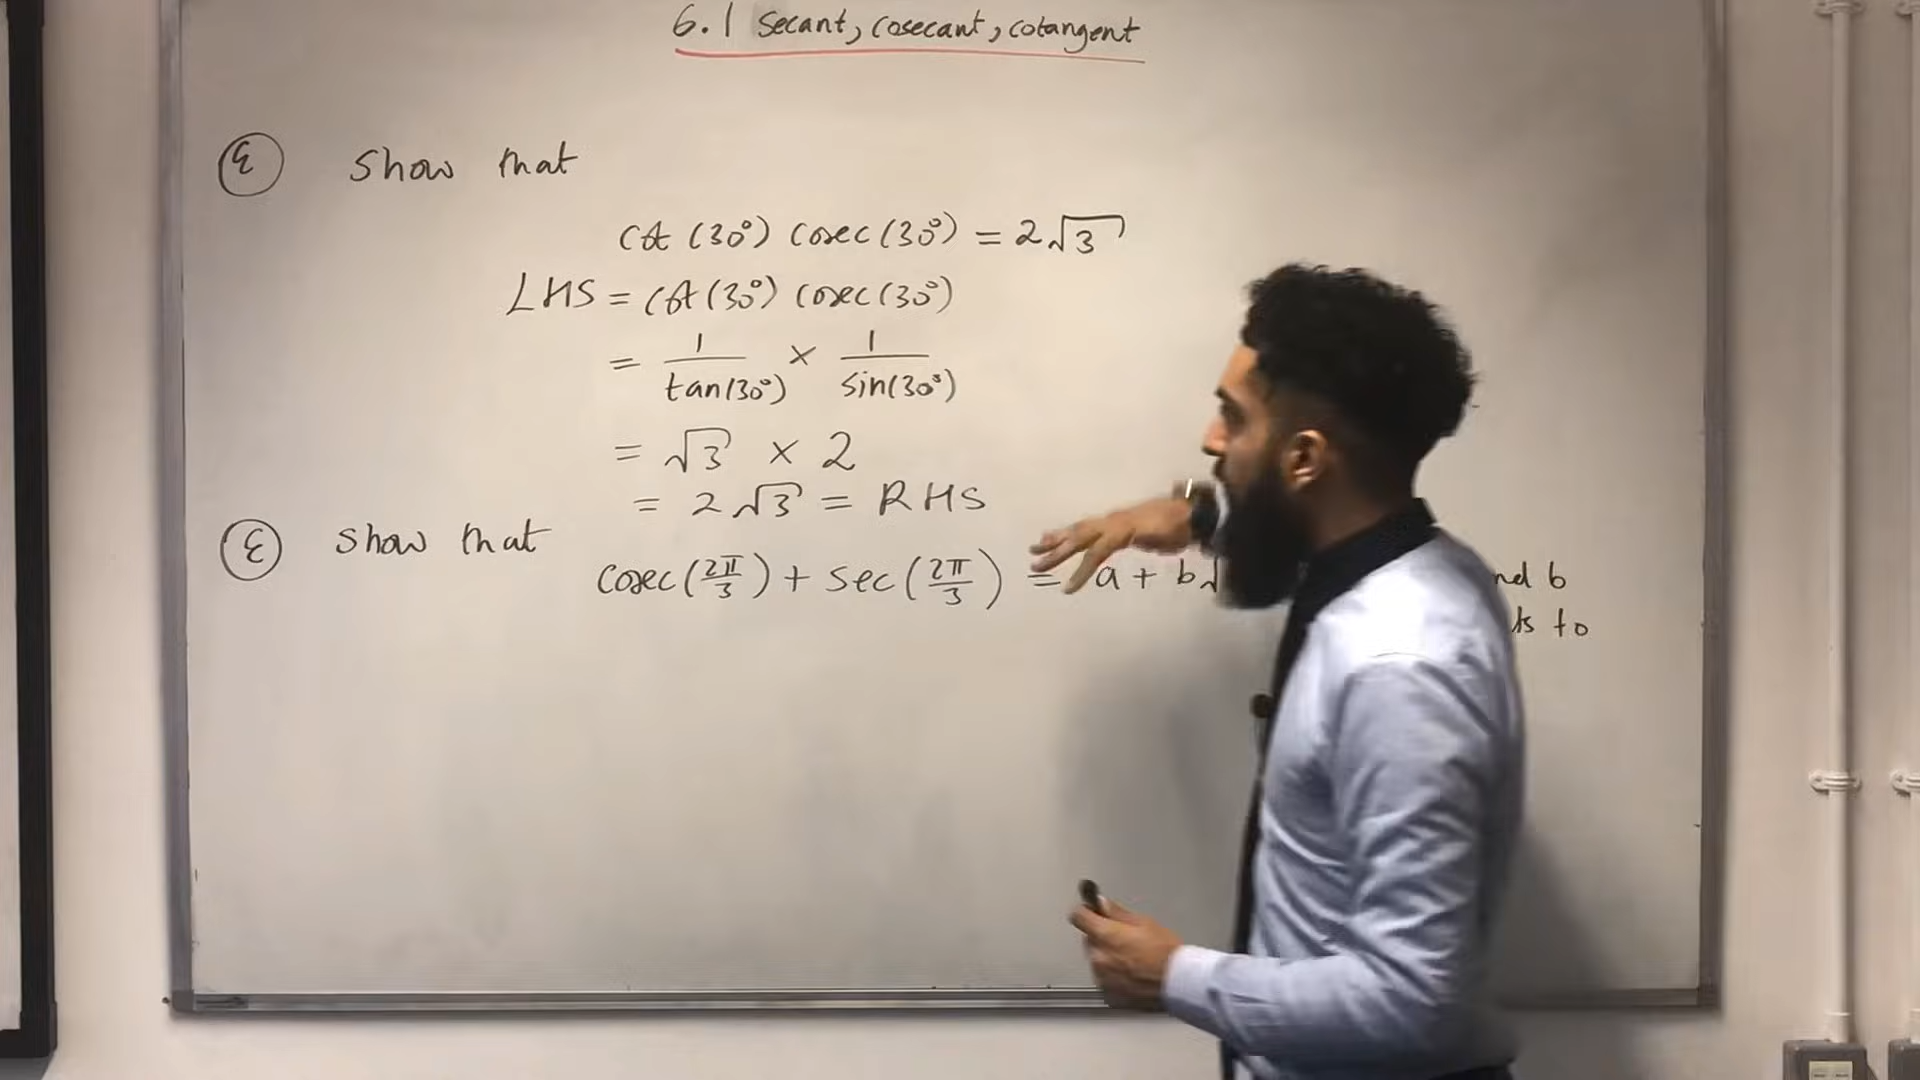 6.1 Secant, cosecant, cotangent
Ɛ Show that
cot (30°) cosec (30°) = 2√3
LHS = cot (30°) cosec (30°)
= 1/tan(30°) × 1/sin(30°)
= √3 × 2
= 2√3 = RHS
Ɛ Show that
cosec(2π/3) + sec(2π/3) = a + b√ b
to